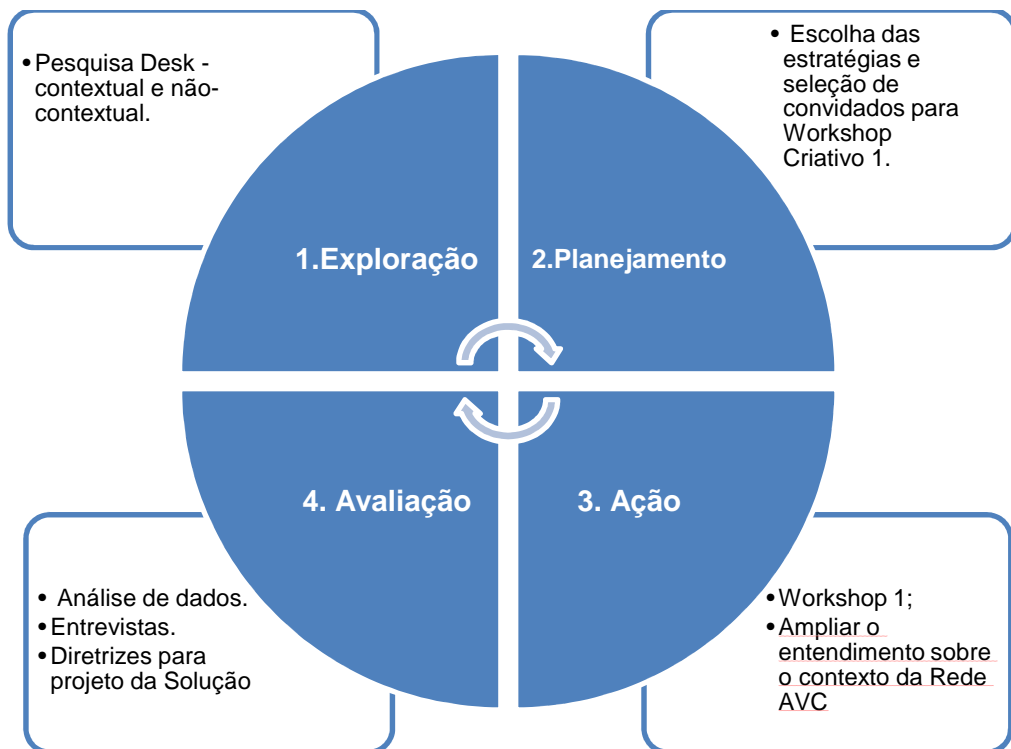 •Pesquisa Desk -
contextual e não-
contextual.
• Escolha das
estratégias e
seleção de
convidados para
Workshop
Criativo 1.
1.Exploração
2.Planejamento
4. Avaliação
3. Ação
• Análise de dados.
•Entrevistas.
•Diretrizes para
projeto da Solução
•Workshop 1;
•Ampliar o
entendimento sobre
o contexto da Rede
AVC